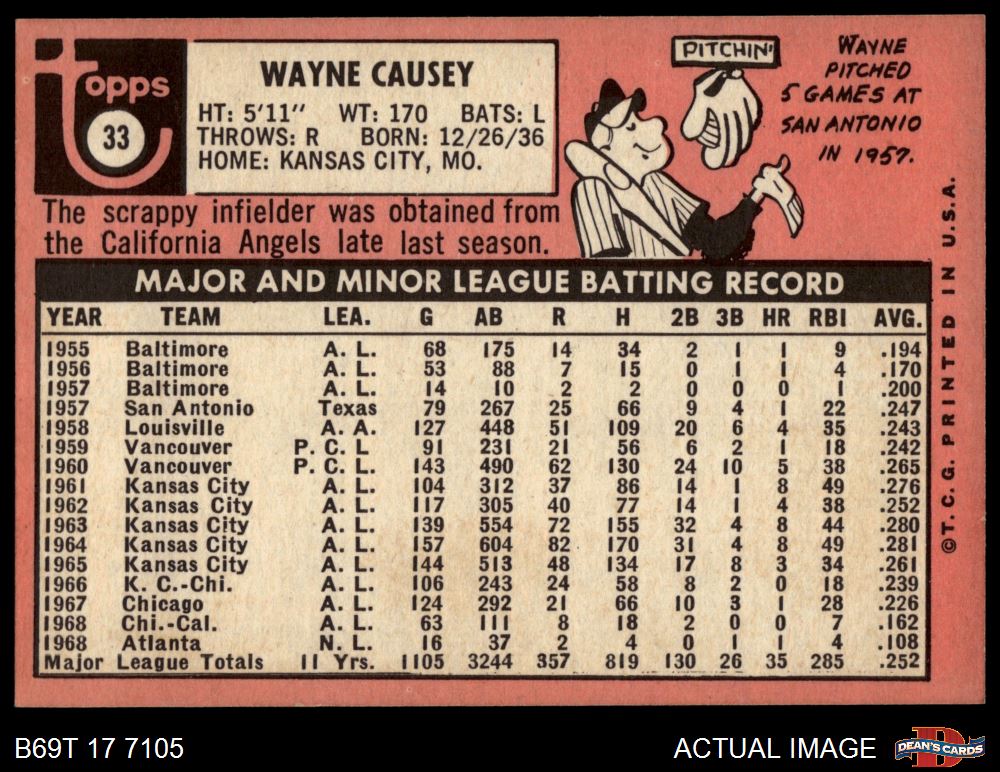 Topps
33
WAYNE CAUSEY
HT: 5'11" WT: 170 BATS: L
THROWS: R BORN: 12/26/36
HOME: KANSAS CITY, MO.
PITCHIN'
WAYNE
PITCHED
5 GAMES AT
SAN ANTONIO
IN 1957.
The scrappy infielder was obtained from
the California Angels late last season.
MAJOR AND MINOR LEAGUE BATTING RECORD
YEAR TEAM LEA. G AB R H 2B 3B HR RBI AVG.
1955 Baltimore A. L. 68 175 14 34 2 1 1 9 .194
1956 Baltimore A. L. 53 88 7 15 0 1 1 4 .170
1957 Baltimore A. L. 14 10 2 2 0 0 0 1 .200
1957 San Antonio Texas 79 267 25 66 9 4 1 22 .247
1958 Louisville A. A. 127 448 51 109 20 6 4 35 .243
1959 Vancouver P. C. L 91 231 21 56 6 2 1 18 .242
1960 Vancouver P. C. L. 143 490 62 130 24 10 5 38 .265
1961 Kansas City A. L. 104 312 37 86 14 1 8 49 .276
1962 Kansas City A. L. 117 305 40 77 14 1 4 38 .252
1963 Kansas City A. L. 139 554 72 155 32 4 8 44 .280
1964 Kansas City A. L. 157 604 82 170 31 4 8 49 .281
1965 Kansas City A. L. 144 513 48 134 17 8 3 34 .261
1966 K. C.-Chi. A. L. 106 243 24 58 8 2 0 18 .239
1967 Chicago A. L. 124 292 21 66 10 3 1 28 .226
1968 Chi.-Cal. A. L. 63 111 8 18 2 0 0 7 .162
1968 Atlanta N. L. 16 37 2 4 0 1 1 4 .108
Major League Totals 11 Yrs. 1105 3244 357 819 130 26 35 285 .252
©T. C. G. PRINTED IN U.S.A.
B69T 17 7105
ACTUAL IMAGE
DEAN'S CARDS